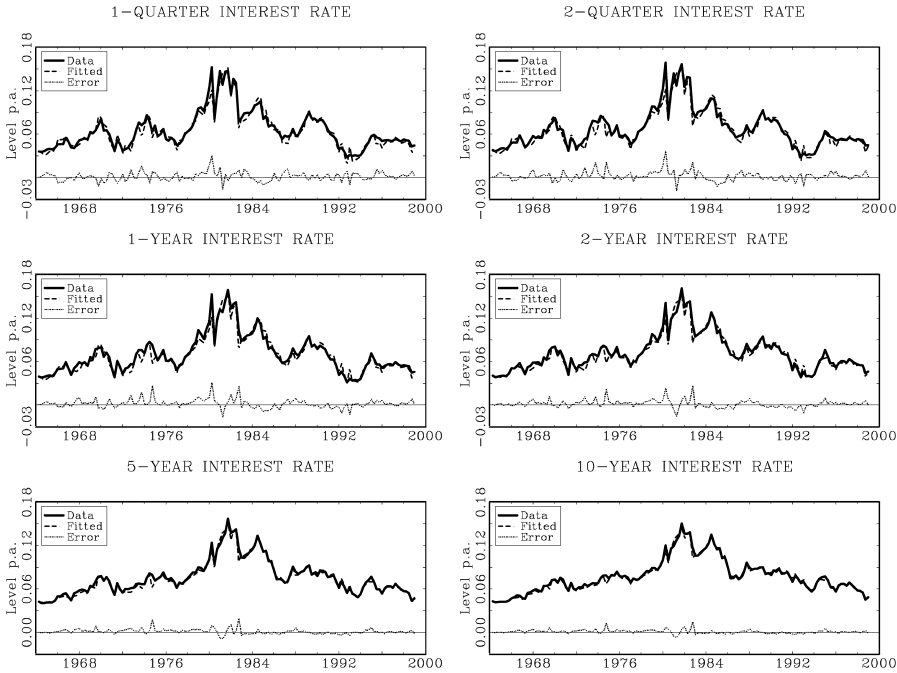 1-QUARTER INTEREST RATE
2-QUARTER INTEREST RATE
Level p.a.
0.18
0.12
0.06
-0.03
Data
Fitted
Error
1968 1976 1984 1992 2000
0.18
0.12
0.06
-0.03
Data
Fitted
Error
1968 1976 1984 1992 2000
1-YEAR INTEREST RATE
2-YEAR INTEREST RATE
Level p.a.
0.18
0.12
0.06
-0.03
Data
Fitted
Error
1968 1976 1984 1992 2000
0.18
0.12
0.06
-0.03
Data
Fitted
Error
1968 1976 1984 1992 2000
5-YEAR INTEREST RATE
10-YEAR INTEREST RATE
Level p.a.
0.18
0.12
0.06
0.00
Data
Fitted
Error
1968 1976 1984 1992 2000
Level p.a.
0.18
0.12
0.06
0.00
Data
Fitted
Error
1968 1976 1984 1992 2000